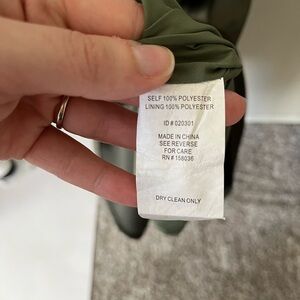 SELF 100% POLYESTER
LINING 100% POLYESTER
ID # 020301
MADE IN CHINA
SEE REVERSE
FOR CARE
RN # 158036
DRY CLEAN ONLY